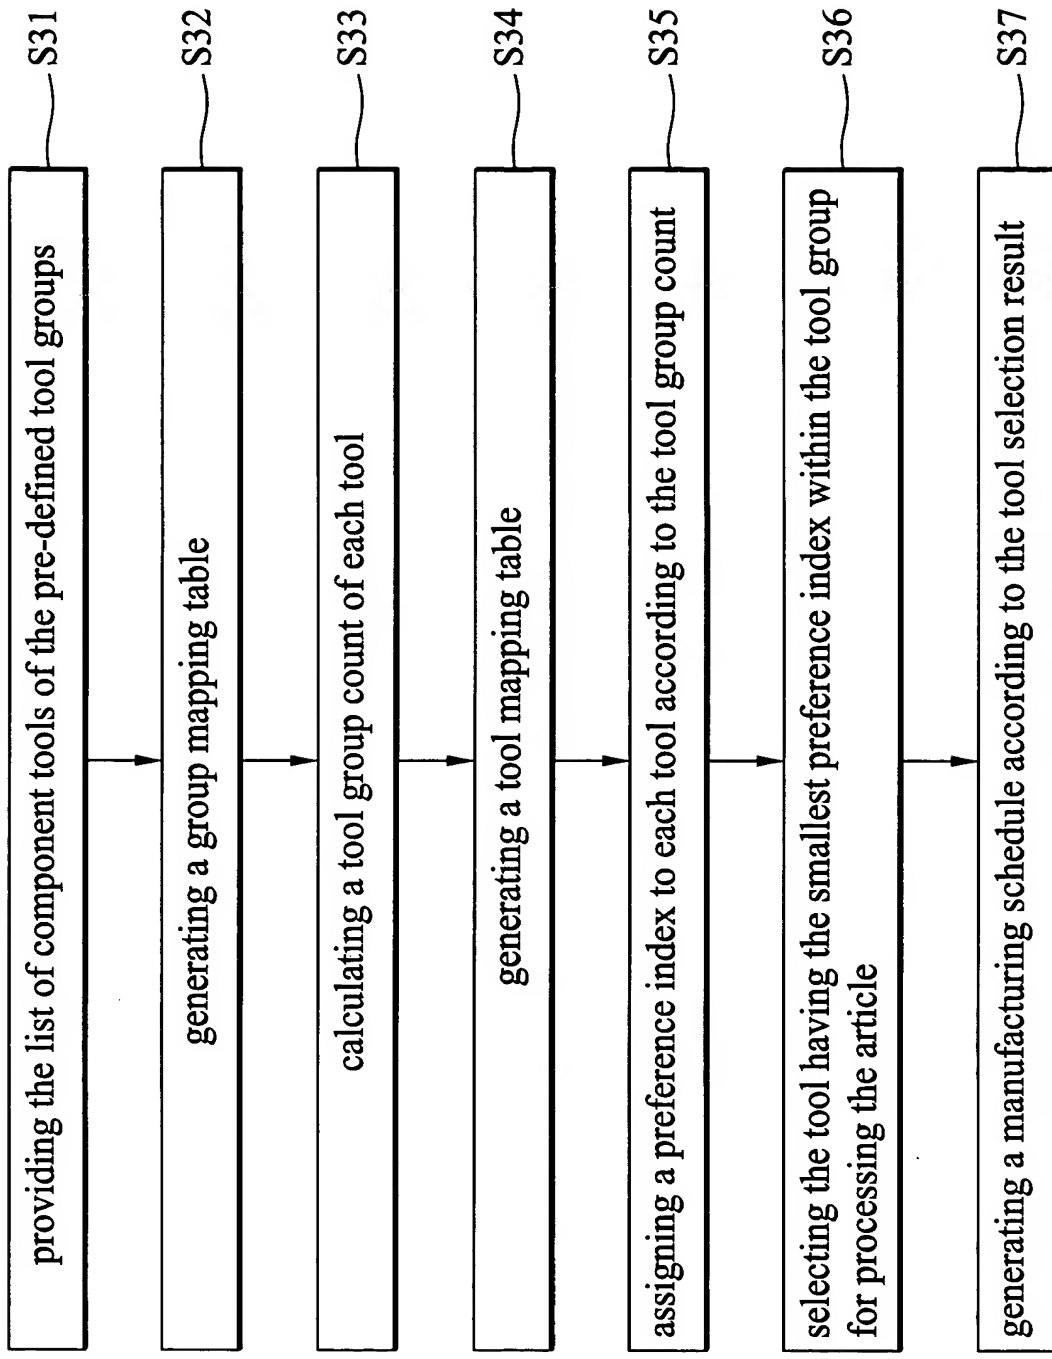 providing the list of component tools of the pre-defined tool groups
S31
generating a group mapping table
S32
calculating a tool group count of each tool
S33
generating a tool mapping table
S34
assigning a preference index to each tool according to the tool group count
S35
selecting the tool having the smallest preference index within the tool group
for processing the article
S36
generating a manufacturing schedule according to the tool selection result
S37